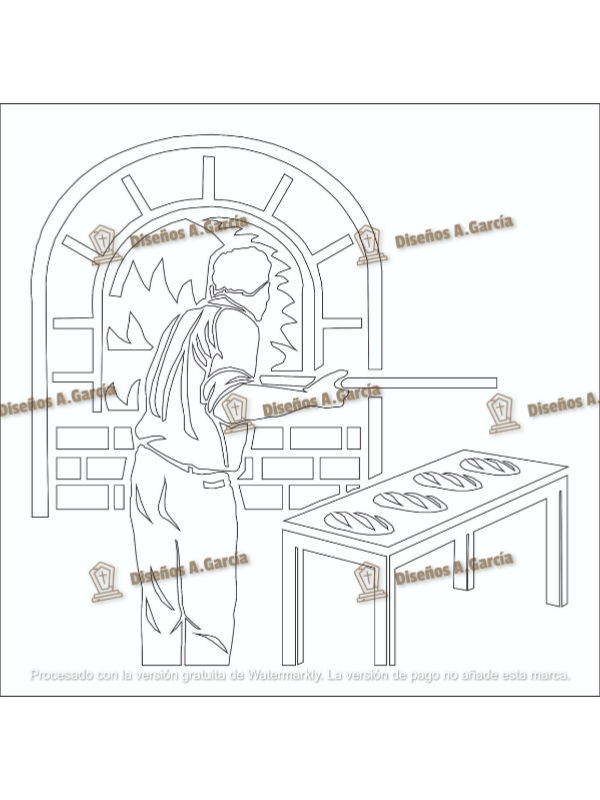 Diseños A. García
Diseños A. García
Diseños A. García
Diseños A. García
Diseños A.
Diseños A. García
Diseños A. García
Procesado con la versión gratuita de Watermarkly. La versión de pago no añade esta marca.